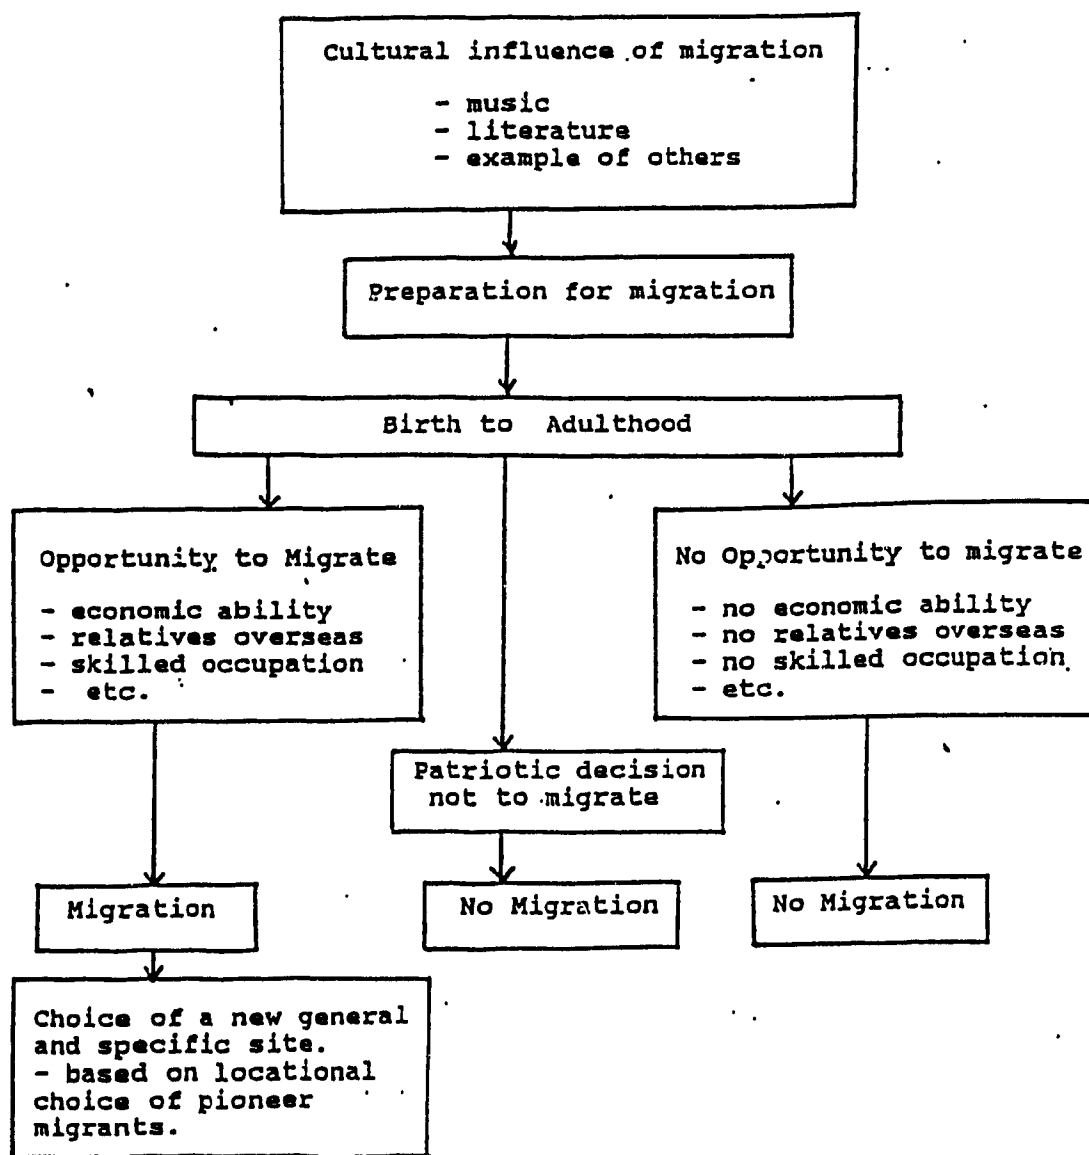 Cultural influence of migration
- music
- literature
- example of others
Preparation for migration
Birth to Adulthood
Opportunity to Migrate
- economic ability
- relatives overseas
- skilled occupation
- etc.
No Opportunity to migrate
- no economic ability
- no relatives overseas
- no skilled occupation
- etc.
Patriotic decision
not to migrate
Migration
No Migration
No Migration
Choice of a new general
and specific site.
- based on locational
choice of pioneer
migrants.